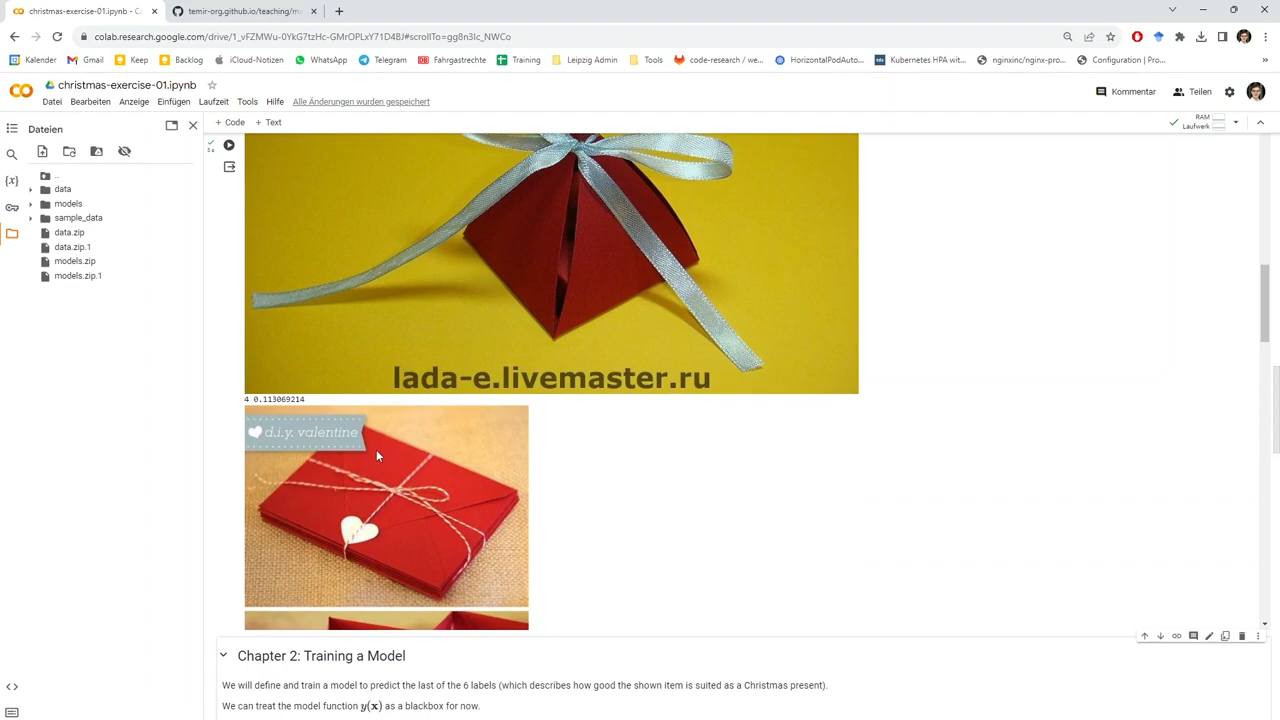 christmas-exercise-01.ipynb -
temir-org.github.io/teaching/ma
colab.research.google.com/drive/1_vFZMWu-0YkG7tzHc-GMrOPLxY71D4BJ#scrollTo=gg8n3Ic_NWCo
Kalender
Gmail
Keep
Backlog
iCloud-Notizen
WhatsApp
Telegram
Fahrgastrechte
Training
Leipzig Admin
Tools
code-research / we...
HorizontalPodAuto...
Kubernetes HPA wit...
nginxinc/nginx-pro...
Configuration | Pro...
»
christmas-exercise-01.ipynb
Kommentar
Teilen
Datei Bearbeiten Anzeige Einfügen Laufzeit Tools Hilfe Alle Änderungen wurden gespeichert
Dateien
+ Code + Text
RAM
Laufwerk
..
data
models
sample_data
data.zip
data.zip.1
models.zip
models.zip.1
{x}
5s
lada-e.livemaster.ru
4 0.113069214
d.i.y. valentine
Chapter 2: Training a Model
We will define and train a model to predict the last of the 6 labels (which describes how good the shown item is suited as a Christmas present).
We can treat the model function y(x) as a blackbox for now.